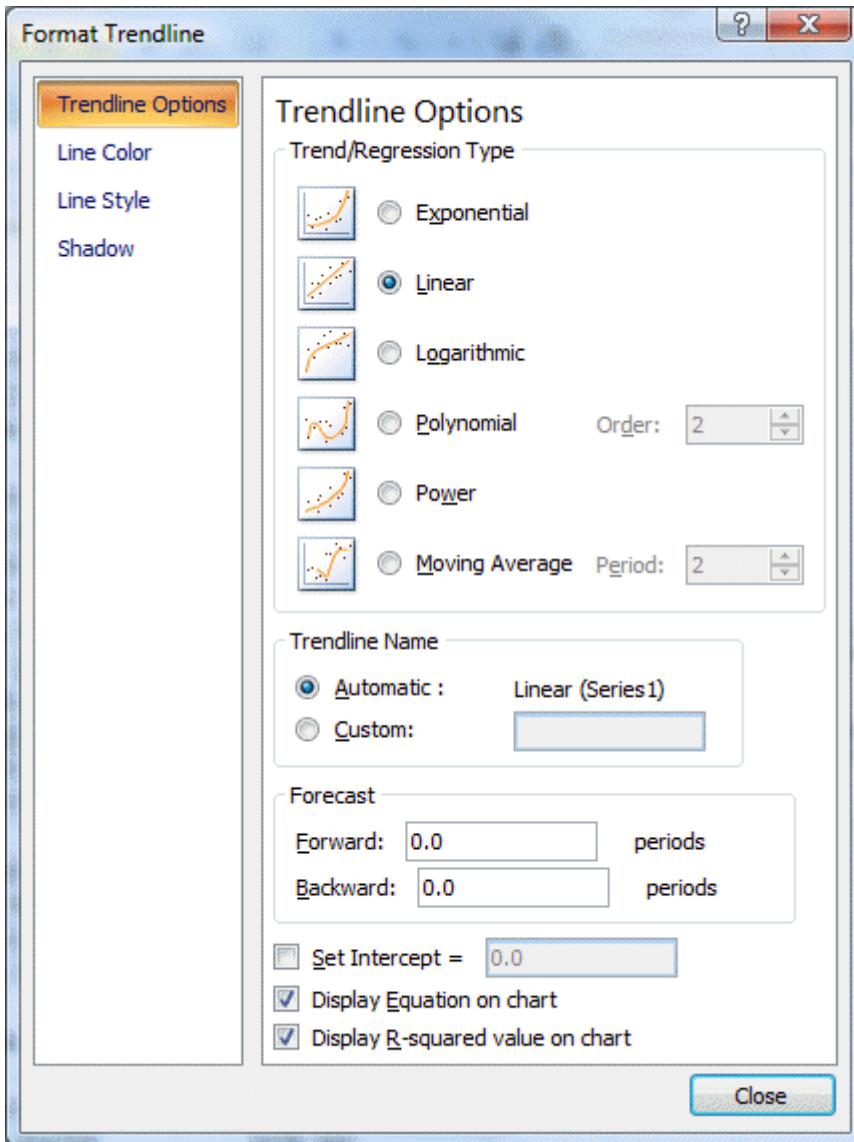 Format Trendline
?
X
Trendline Options
Line Color
Line Style
Shadow
Trendline Options
Trend/Regression Type
Exponential
Linear
Logarithmic
Polynomial Order: 2
Power
Moving Average Period: 2
Trendline Name
Automatic : Linear (Series1)
Custom:
Forecast
Forward: 0.0 periods
Backward: 0.0 periods
Set Intercept = 0.0
Display Equation on chart
Display R-squared value on chart
Close